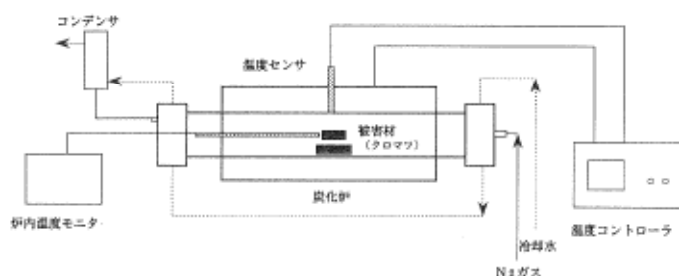 コンデンサ
温度センサ
被害材
(クロマツ)
炭化炉
炉内温度モニタ
冷却水
温度コントローラ
N₂ガス